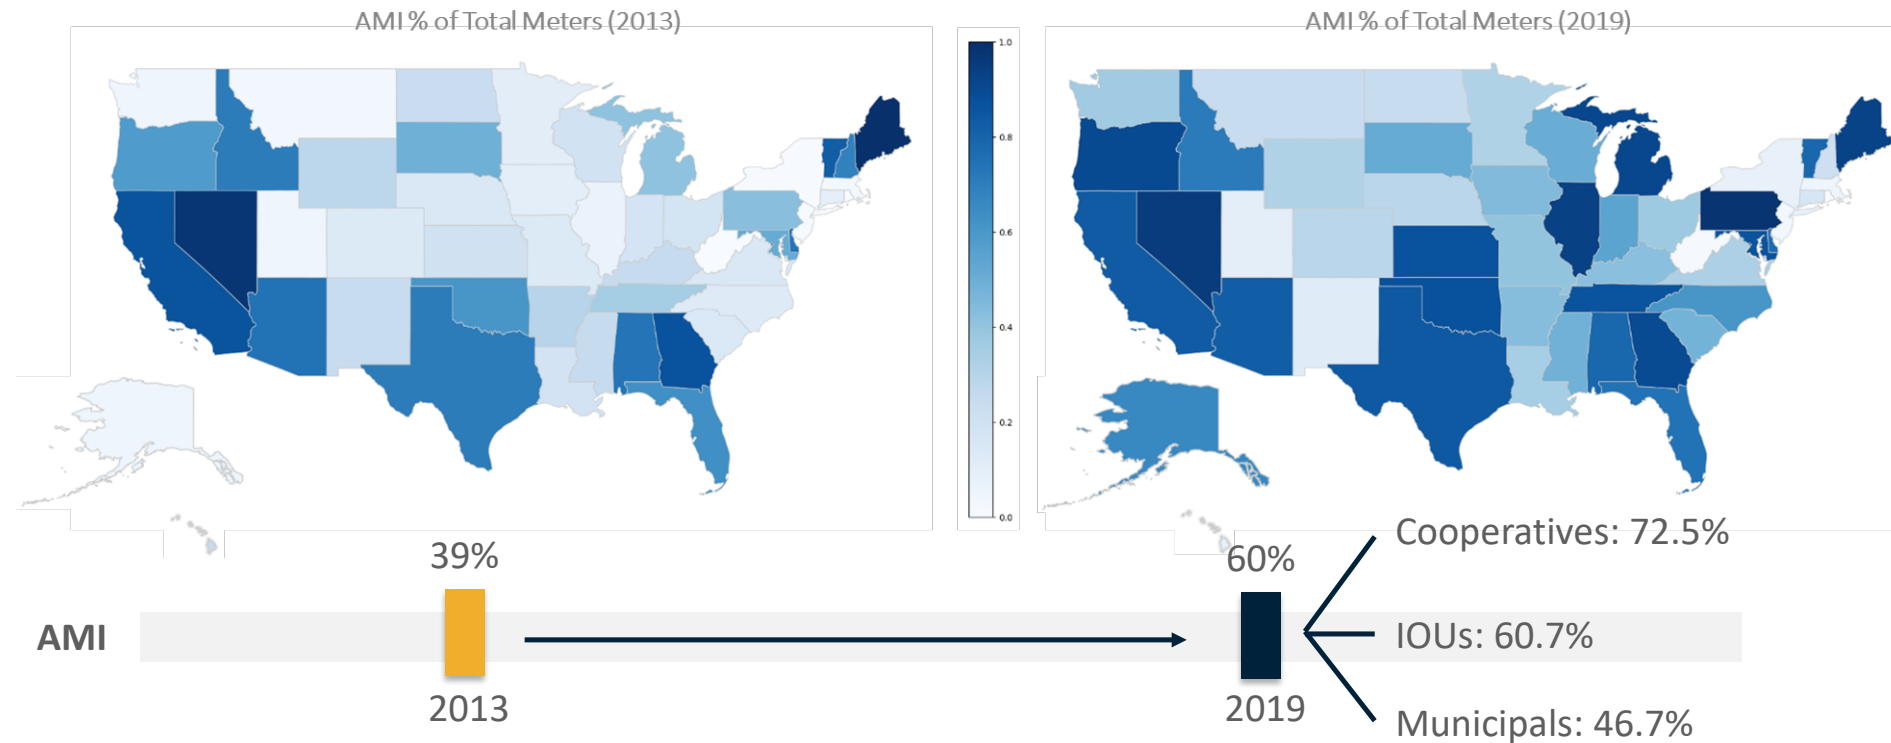 AMI % of Total Meters (2013)
AMI % of Total Meters (2019)
1.0
0.8
0.6
0.4
0.2
0.0
39%
60%
Cooperatives: 72.5%
AMI
IOUs: 60.7%
2013
2019
Municipals: 46.7%